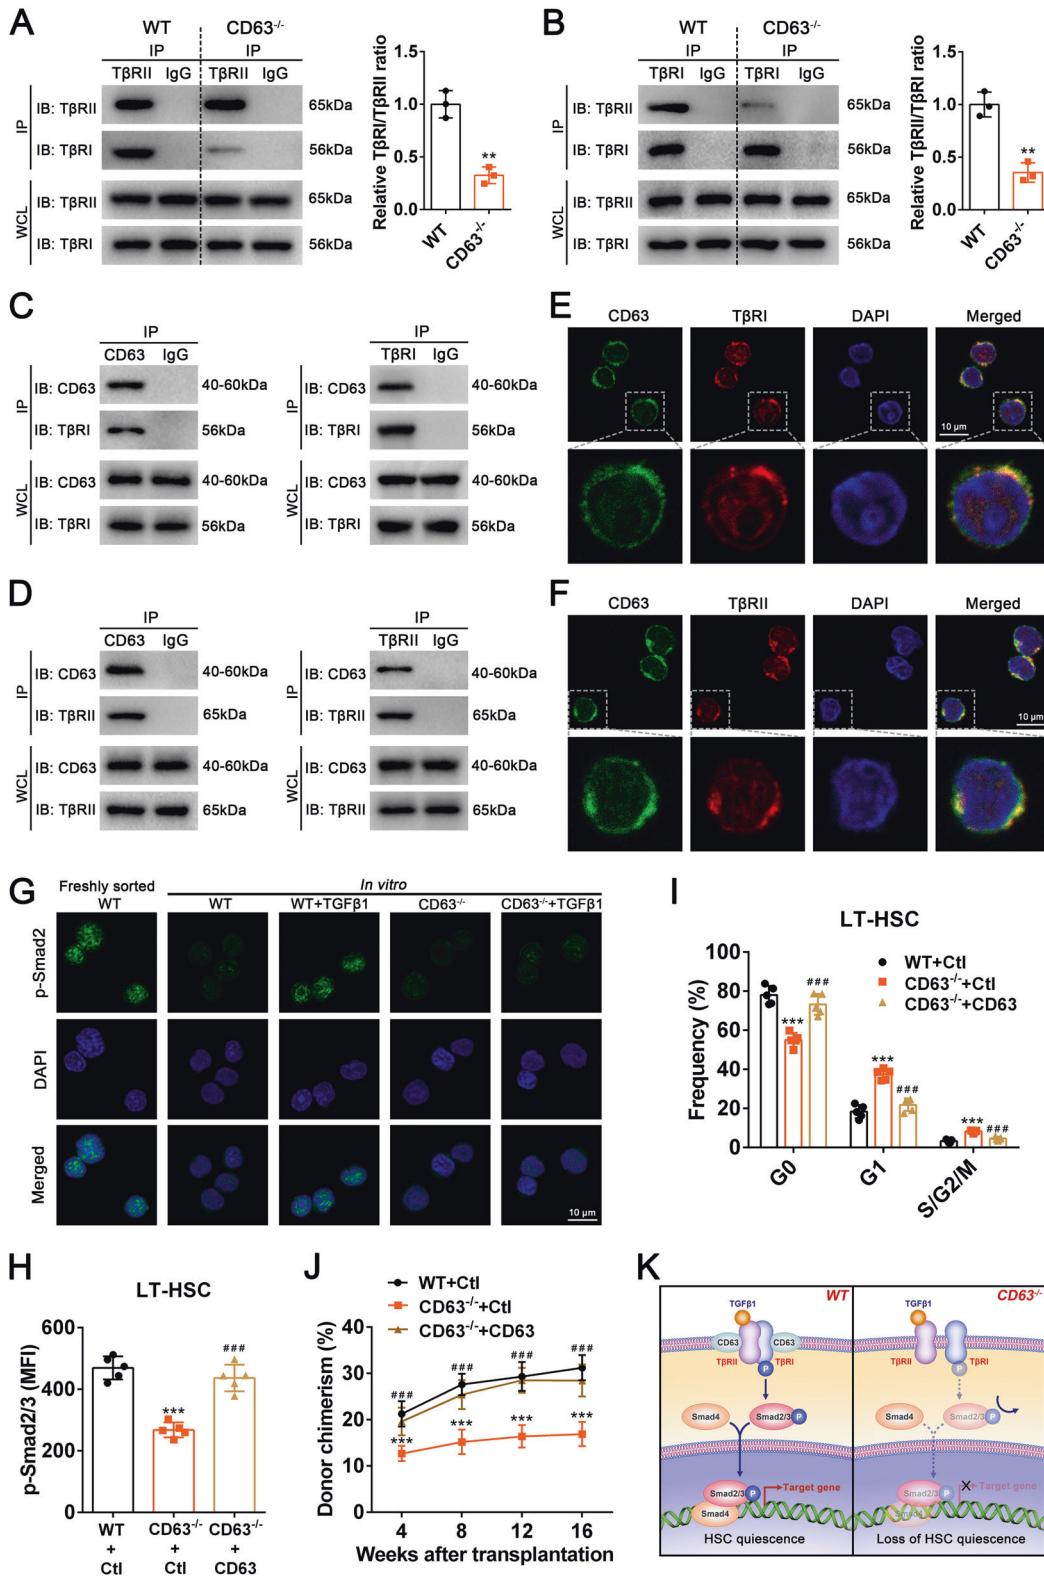 A
WT
CD63-/-
IP
IP
TβRII
IgG
TβRII
IgG
IP
IB: TβRII
65kDa
IB: TβRI
56kDa
WCL
IB: TβRII
65kDa
IB: TβRI
56kDa
Relative TβRI/TβRII ratio
1.5
1.0
0.5
0.0
**
WT
CD63-/-
B
WT
CD63-/-
IP
IP
TβRI
IgG
TβRI
IgG
IP
IB: TβRII
65kDa
IB: TβRI
56kDa
WCL
IB: TβRII
65kDa
IB: TβRI
56kDa
Relative TβRII/TβRI ratio
1.5
1.0
0.5
0.0
**
WT
CD63-/-
C
IP
CD63
IgG
IP
IB: CD63
40-60kDa
IB: TβRI
56kDa
WCL
IB: CD63
40-60kDa
IB: TβRI
56kDa
IP
TβRI
IgG
IP
IB: CD63
40-60kDa
IB: TβRI
56kDa
WCL
IB: CD63
40-60kDa
IB: TβRI
56kDa
E
CD63
TβRI
DAPI
Merged
10 μm
D
IP
CD63
IgG
IP
IB: CD63
40-60kDa
IB: TβRII
65kDa
WCL
IB: CD63
40-60kDa
IB: TβRII
65kDa
IP
TβRII
IgG
IP
IB: CD63
40-60kDa
IB: TβRII
65kDa
WCL
IB: CD63
40-60kDa
IB: TβRII
65kDa
F
CD63
TβRII
DAPI
Merged
10 μm
G
Freshly sorted
In vitro
WT
WT
WT+TGFβ1
CD63-/-
CD63-/-+TGFβ1
p-Smad2
DAPI
Merged
10 μm
I
LT-HSC
WT+Ctl
CD63-/-+Ctl
CD63-/-+CD63
Frequency (%)
100
80
60
40
20
0
***
###
***
###
***
###
G0
G1
S/G2/M
H
LT-HSC
p-Smad2/3 (MFI)
600
400
200
0
***
###
WT
+
Ctl
CD63-/-
+
Ctl
CD63-/-
+
CD63
J
WT+Ctl
CD63-/-+Ctl
CD63-/-+CD63
Donor chimerism (%)
40
30
20
10
0
###
###
###
###
***
***
***
***
4
8
12
16
Weeks after transplantation
K
WT
TGFβ1
CD63
CD63
TβRII
TβRI
P
Smad4
Smad2/3
P
Smad2/3
P
Smad4
Target gene
HSC quiescence
CD63-/-
TGFβ1
TβRII
TβRI
P
Smad4
Smad2/3
P
Smad2/3
P
Smad4
X
Target gene
Loss of HSC quiescence